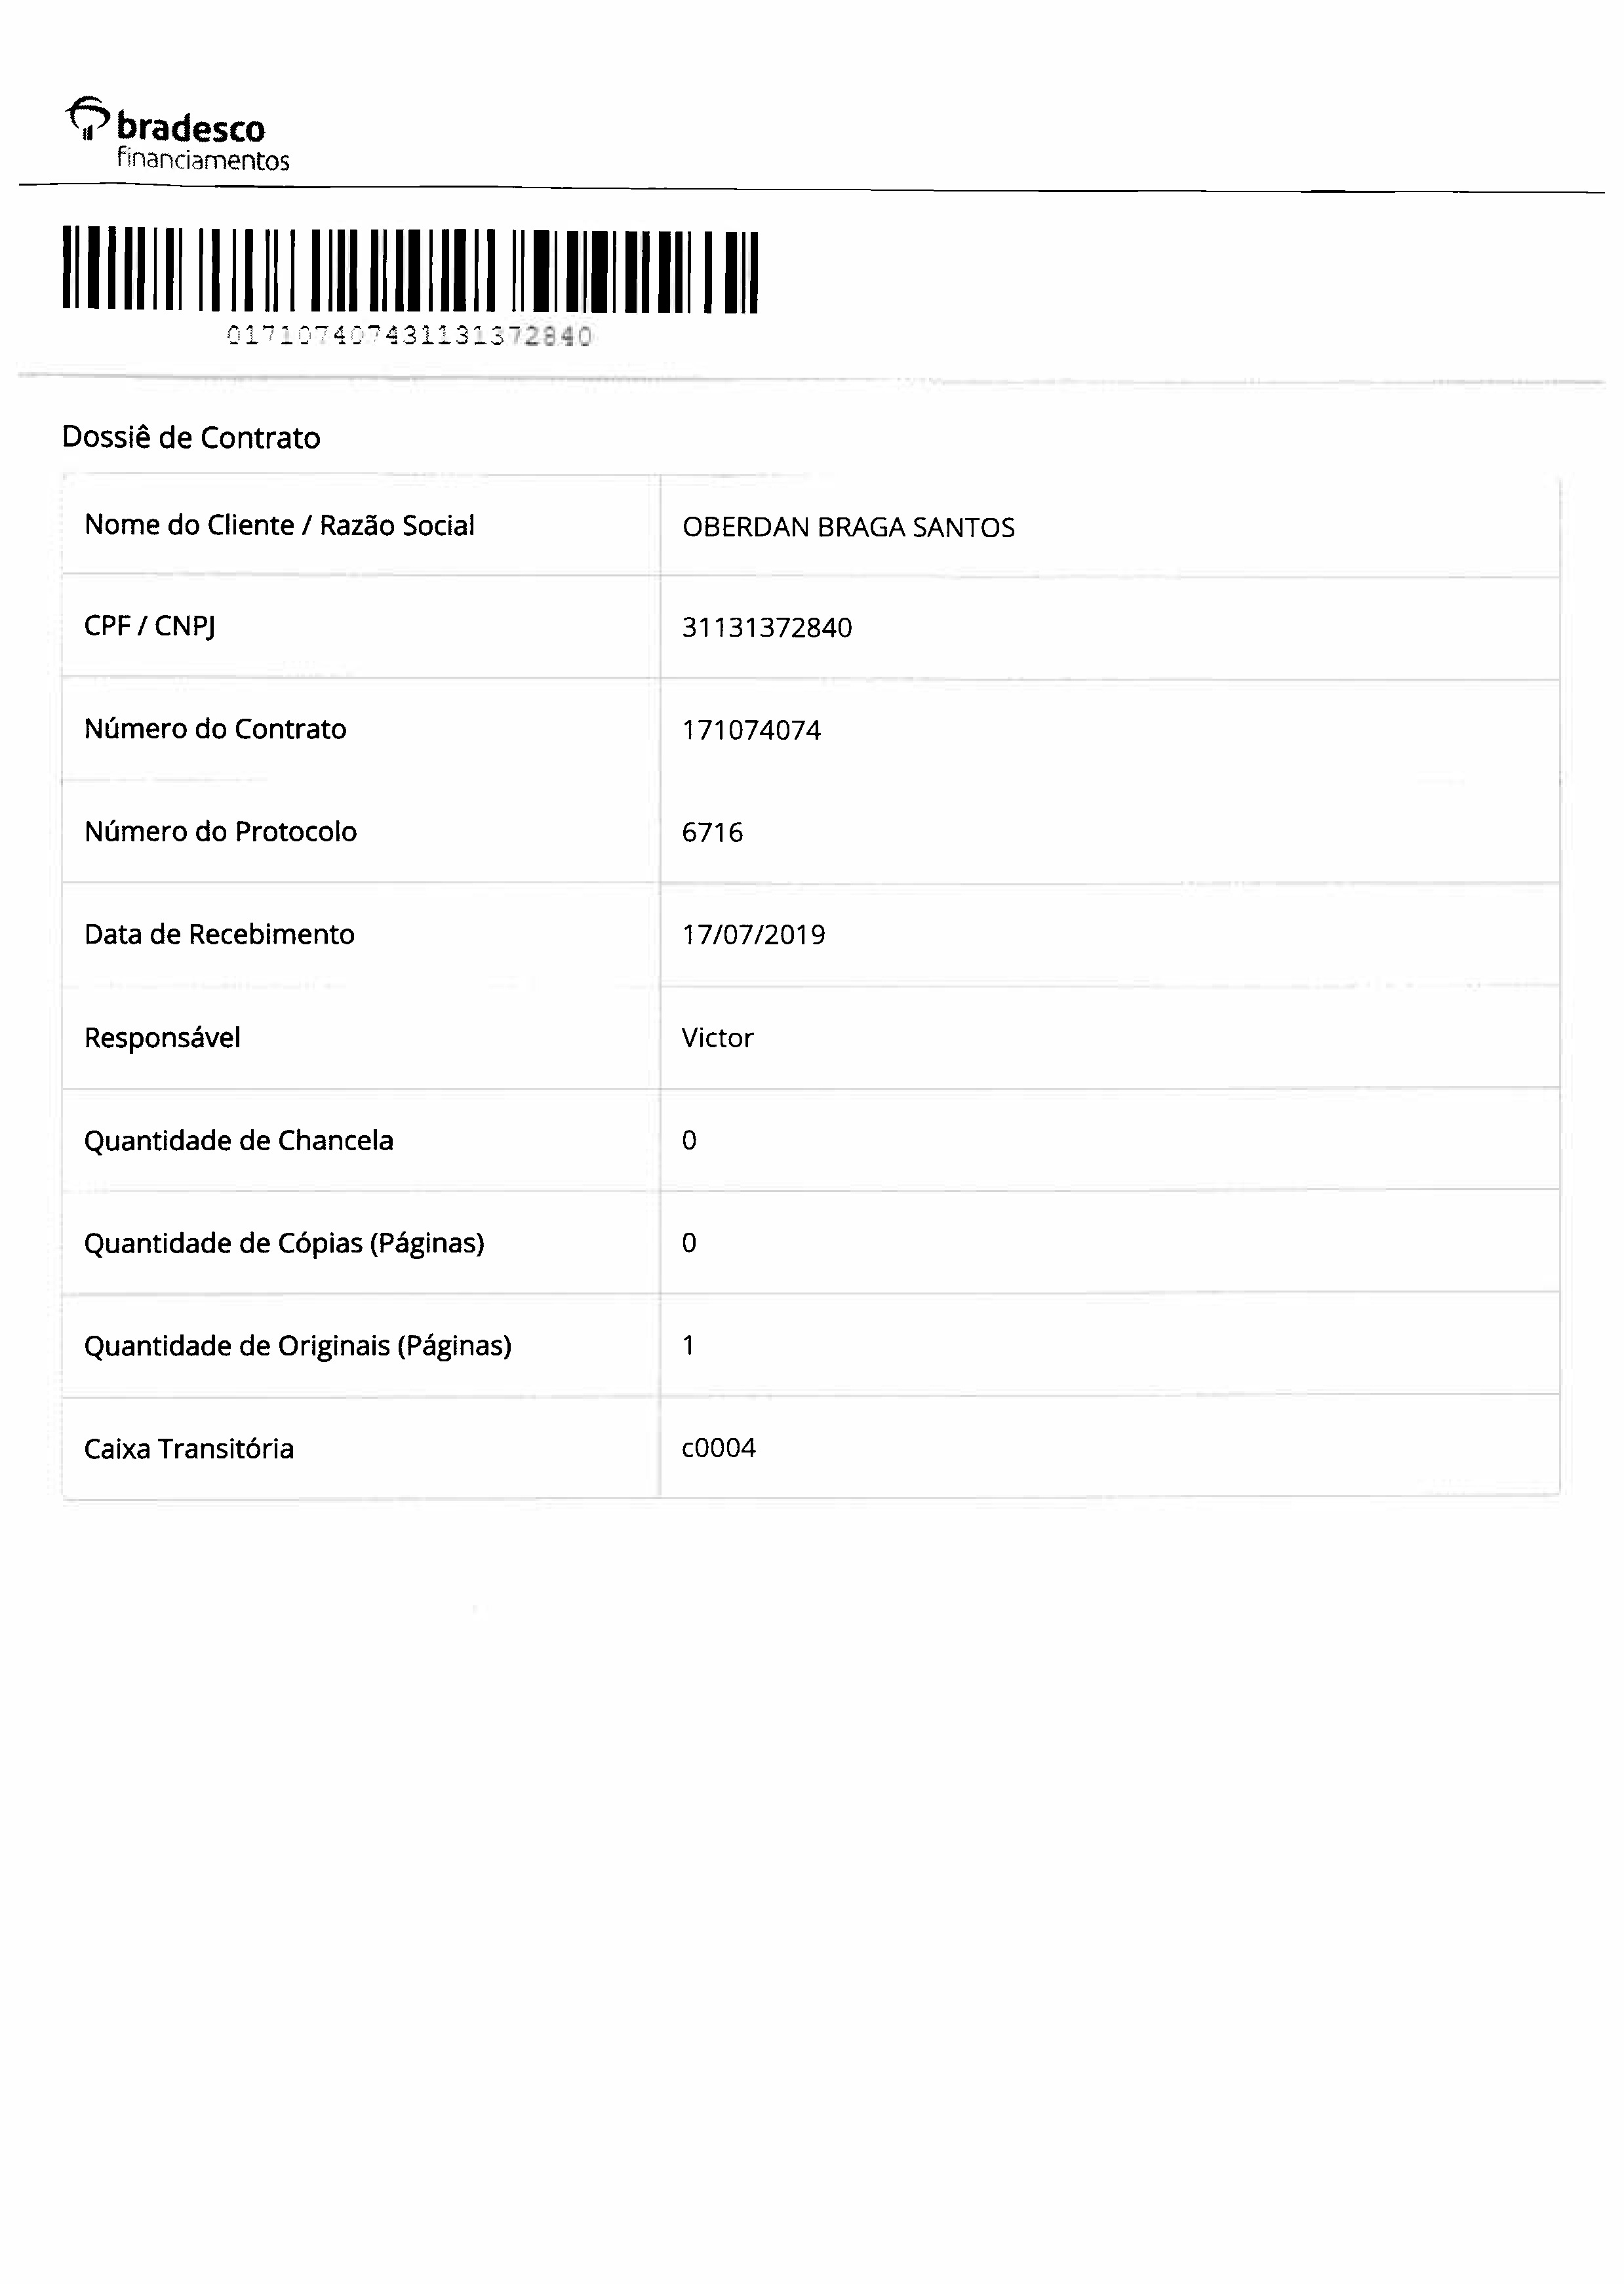 bradesco
financiamentos
017107407431131372840
Dossiê de Contrato
Nome do Cliente / Razão Social OBERDAN BRAGA SANTOS
CPF / CNPJ 31131372840
Número do Contrato 171074074
Número do Protocolo 6716
Data de Recebimento 17/07/2019
Responsável Victor
Quantidade de Chancela 0
Quantidade de Cópias (Páginas) 0
Quantidade de Originais (Páginas) 1
Caixa Transitória c0004